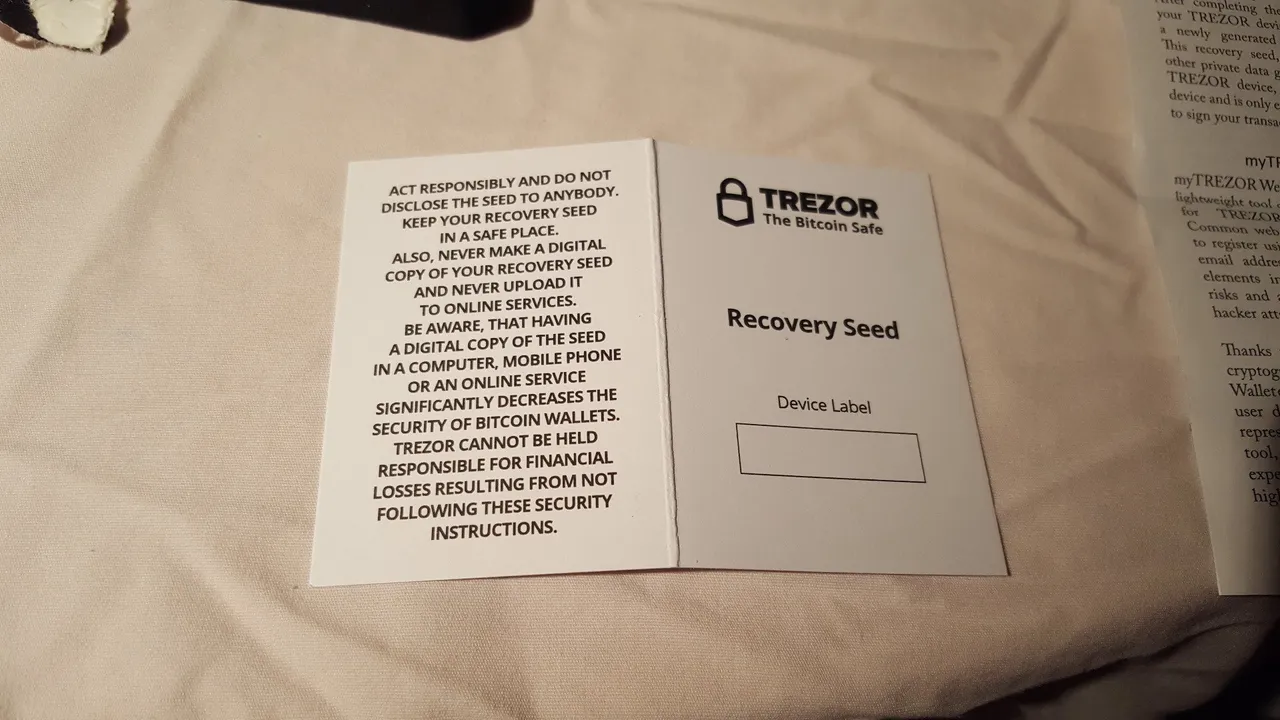 ACT RESPONSIBLY AND DO NOT
DISCLOSE THE SEED TO ANYBODY.
KEEP YOUR RECOVERY SEED
IN A SAFE PLACE.
ALSO, NEVER MAKE A DIGITAL
COPY OF YOUR RECOVERY SEED
AND NEVER UPLOAD IT
TO ONLINE SERVICES.
BE AWARE, THAT HAVING
A DIGITAL COPY OF THE SEED
IN A COMPUTER, MOBILE PHONE
OR AN ONLINE SERVICE
SIGNIFICANTLY DECREASES THE
SECURITY OF BITCOIN WALLETS.
TREZOR CANNOT BE HELD
RESPONSIBLE FOR FINANCIAL
LOSSES RESULTING FROM NOT
FOLLOWING THESE SECURITY
INSTRUCTIONS.
TREZOR
The Bitcoin Safe
Recovery Seed
Device Label
After completing the
your TREZOR
a newly generated
This recovery seed,
other private data
TREZOR device,
device and is only
to sign your
myTREZOR
lightweight tool
for TREZOR
Common web
to register
email
elements
risks and
hacker
Thanks
user
tool,